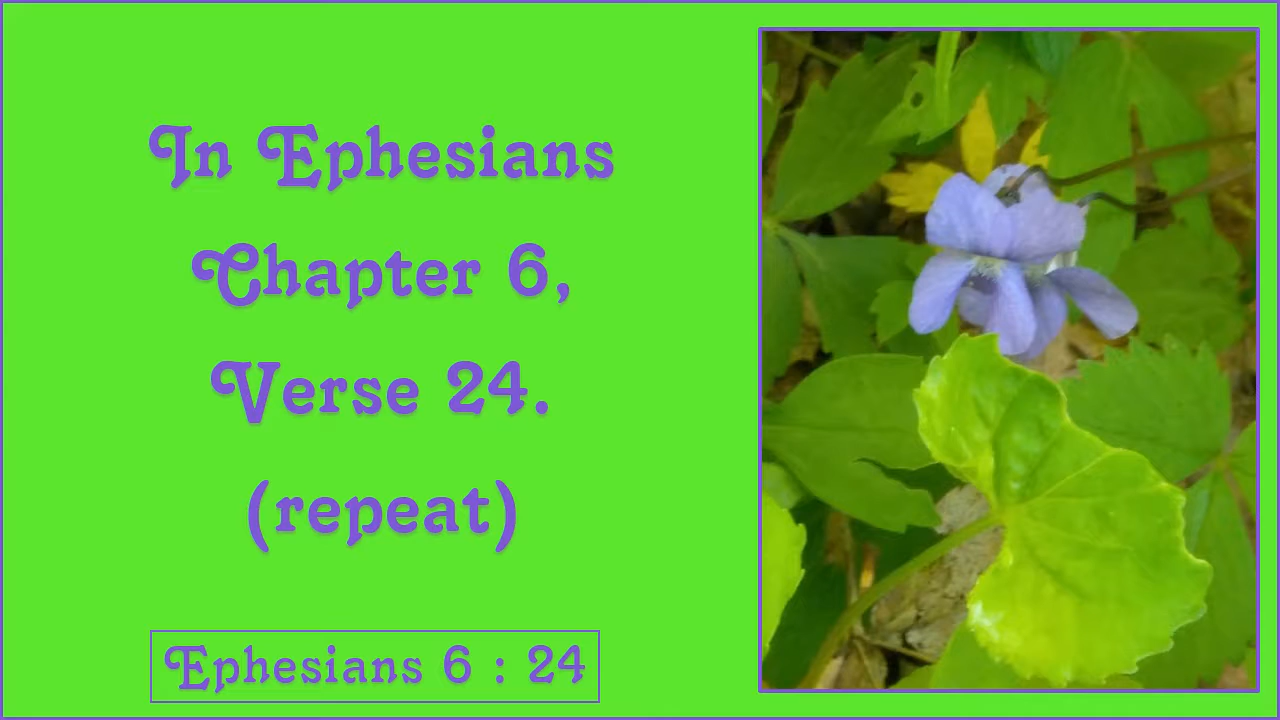 In Ephesians
Chapter 6,
Verse 24.
(repeat)
Ephesians 6 : 24